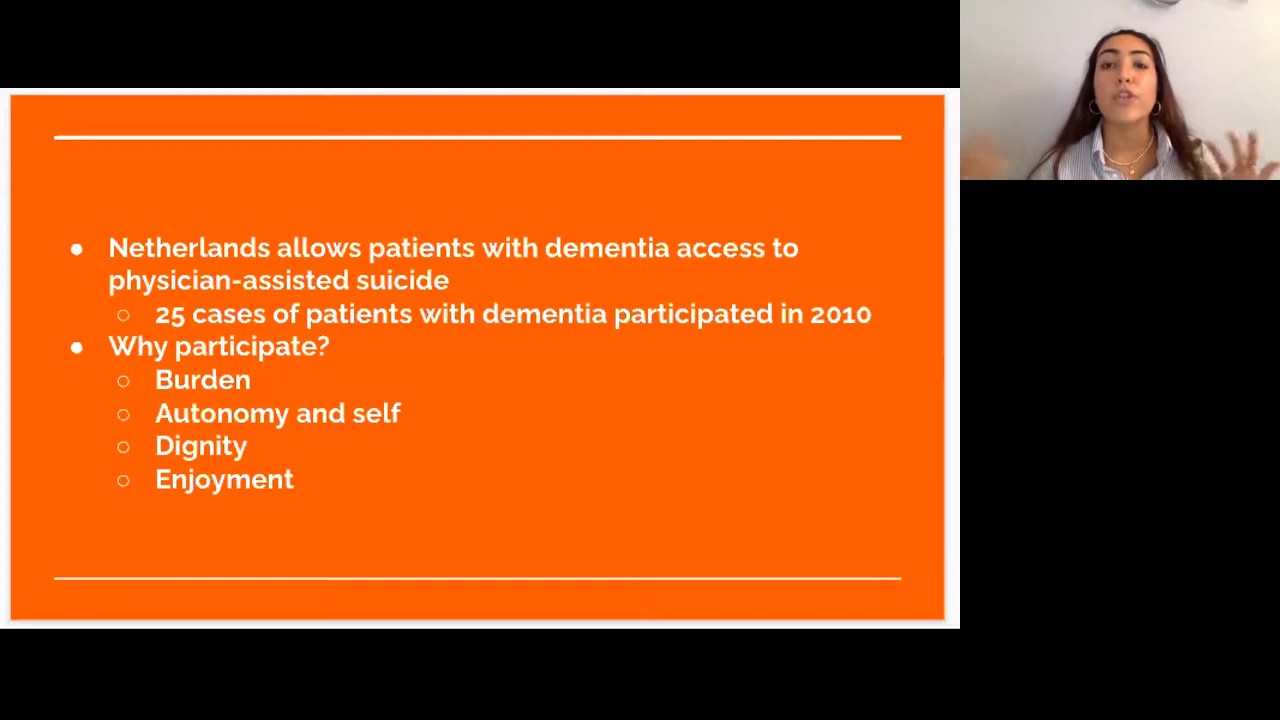 ● Netherlands allows patients with dementia access to
physician-assisted suicide
○ 25 cases of patients with dementia participated in 2010
● Why participate?
○ Burden
○ Autonomy and self
○ Dignity
○ Enjoyment